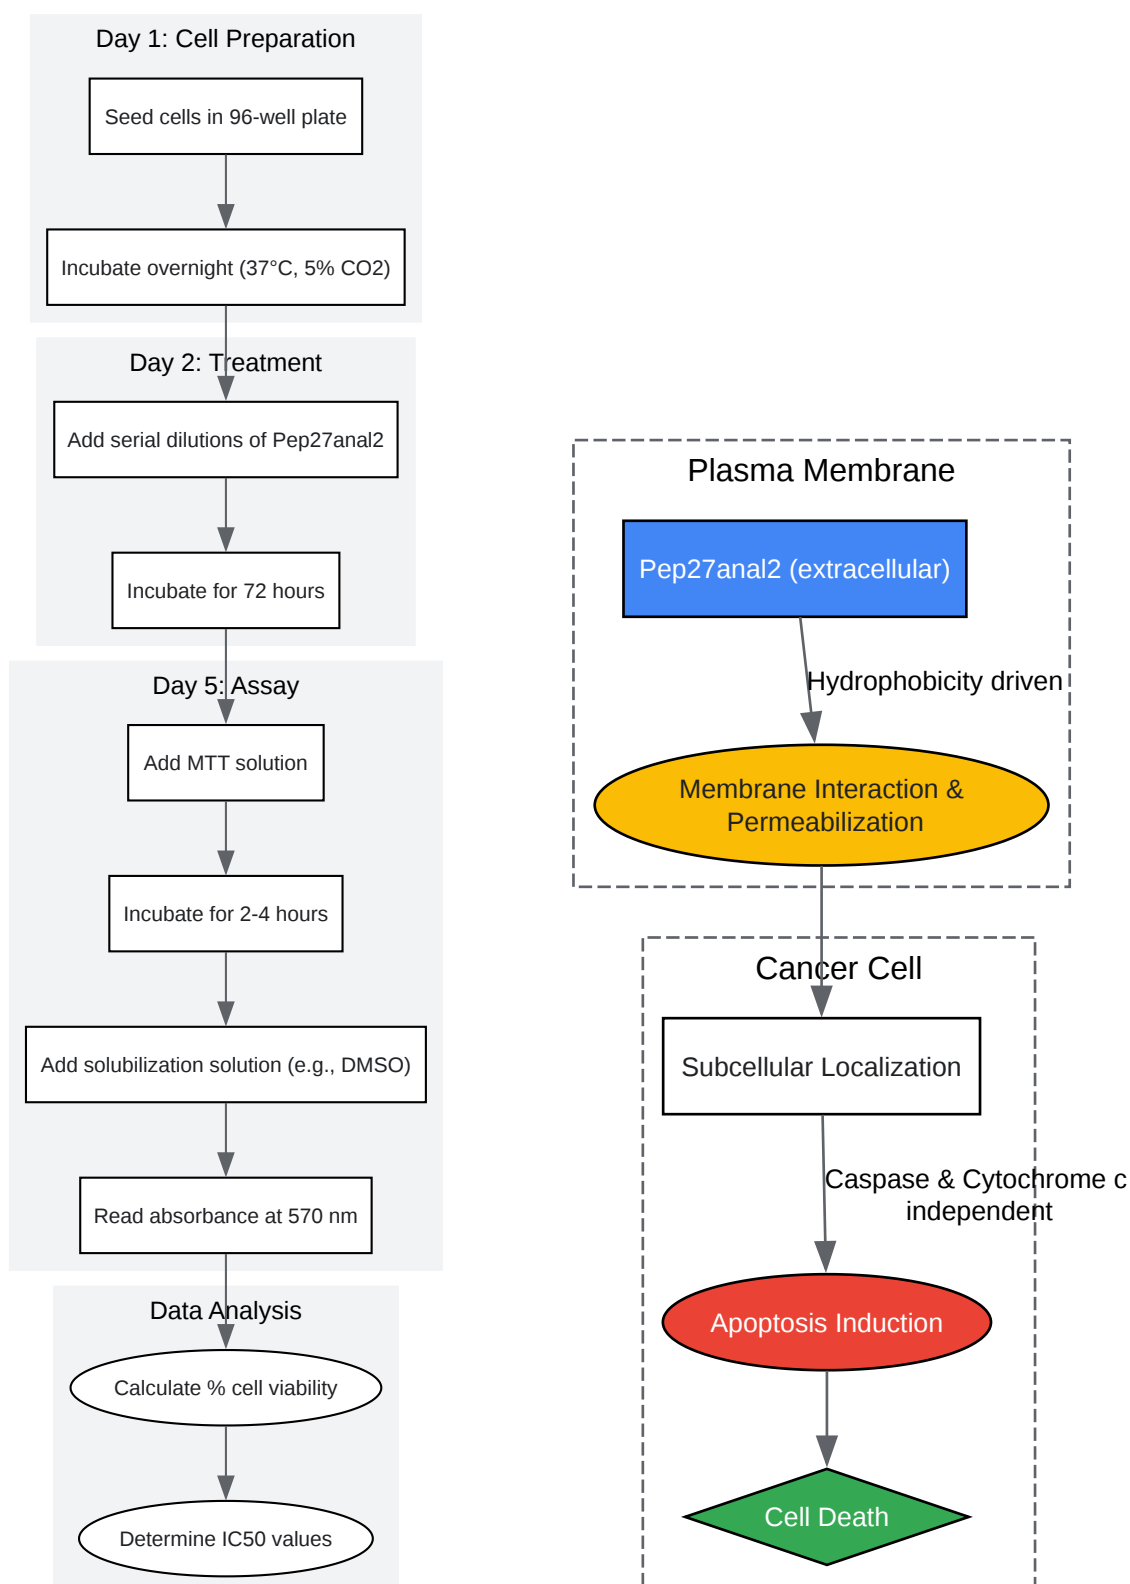 Day 1: Cell Preparation
Seed cells in 96-well plate
Incubate overnight (37°C, 5% CO2)
Day 2: Treatment
Add serial dilutions of Pep27anal2
Incubate for 72 hours
Day 5: Assay
Add MTT solution
Incubate for 2-4 hours
Add solubilization solution (e.g., DMSO)
Read absorbance at 570 nm
Data Analysis
Calculate % cell viability
Determine IC50 values
Plasma Membrane
Pep27anal2 (extracellular)
Hydrophobicity driven
Membrane Interaction &
Permeabilization
Cancer Cell
Subcellular Localization
Caspase & Cytochrome c
independent
Apoptosis Induction
Cell Death